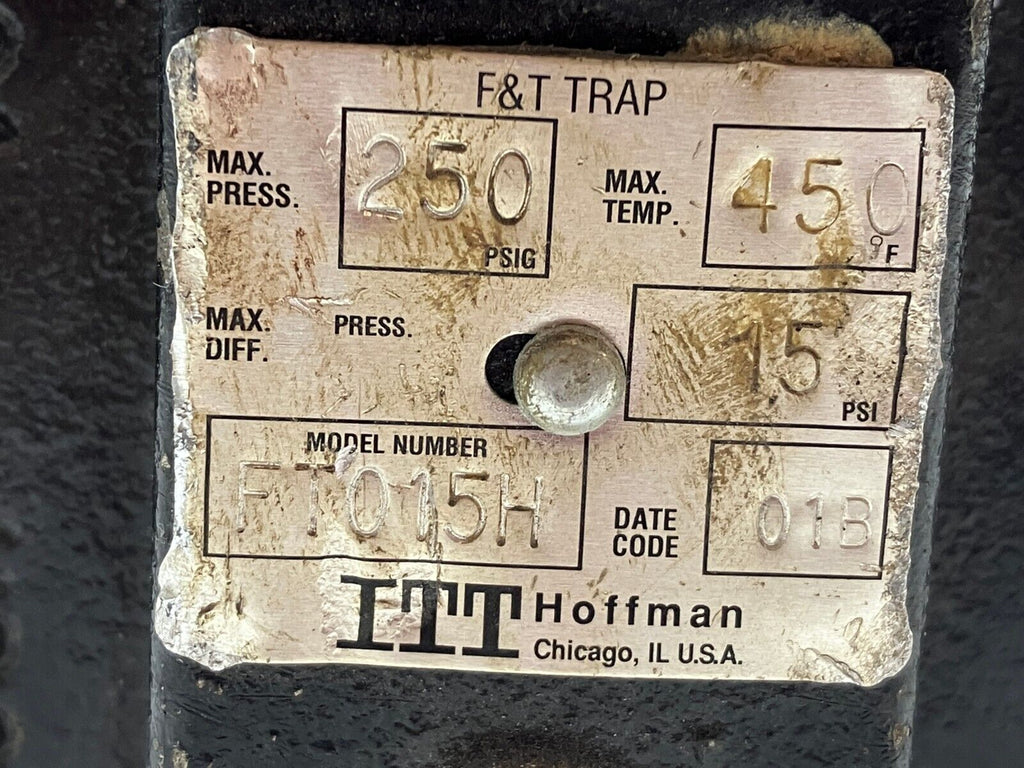 F&T TRAP
MAX. PRESS. 250 PSIG
MAX. TEMP. 450 °F
MAX. DIFF. PRESS. 15 PSI
MODEL NUMBER
FT015H
DATE CODE 01B
ITT Hoffman
Chicago, IL U.S.A.